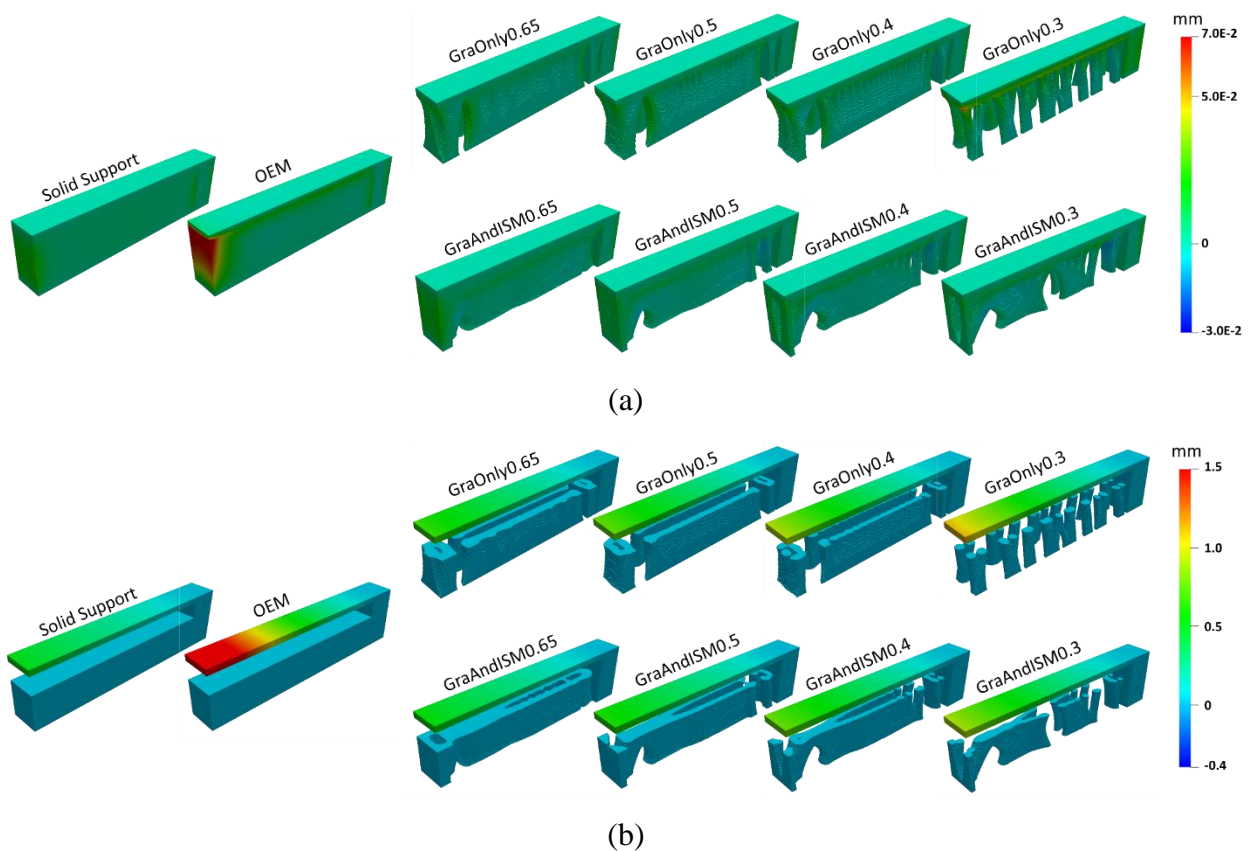 GraOnly0.65
GraOnly0.5
GraOnly0.4
GraOnly0.3
mm
7.0E-2
5.0E-2
0
-3.0E-2
Solid Support
OEM
GraAndISM0.65
GraAndISM0.5
GraAndISM0.4
GraAndISM0.3
(a)
GraOnly0.65
GraOnly0.5
GraOnly0.4
GraOnly0.3
mm
1.5
1.0
0.5
0
-0.4
Solid Support
OEM
GraAndISM0.65
GraAndISM0.5
GraAndISM0.4
GraAndISM0.3
(b)